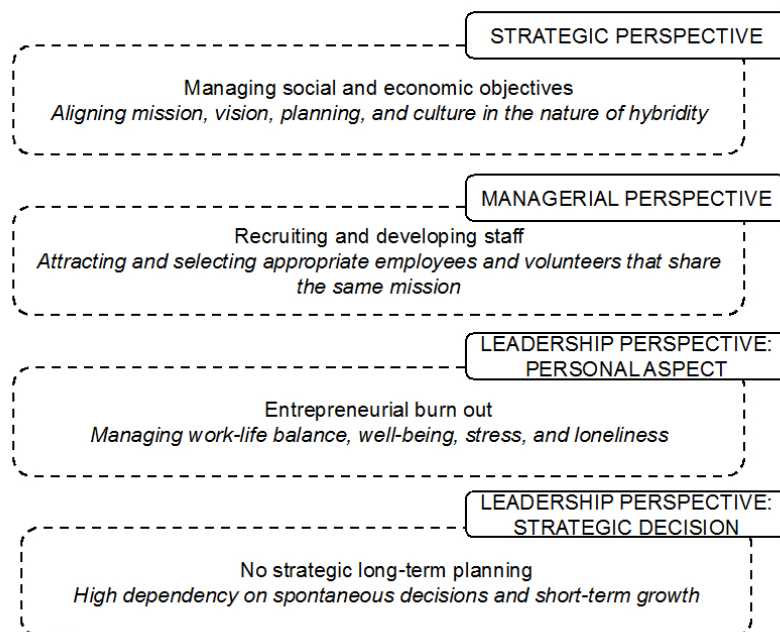 STRATEGIC PERSPECTIVE
Managing social and economic objectives
Aligning mission, vision, planning, and culture in the nature of hybridity
MANAGERIAL PERSPECTIVE
Recruiting and developing staff
Attracting and selecting appropriate employees and volunteers that share
the same mission
LEADERSHIP PERSPECTIVE:
PERSONAL ASPECT
Entrepreneurial burn out
Managing work-life balance, well-being, stress, and loneliness
LEADERSHIP PERSPECTIVE:
STRATEGIC DECISION
No strategic long-term planning
High dependency on spontaneous decisions and short-term growth